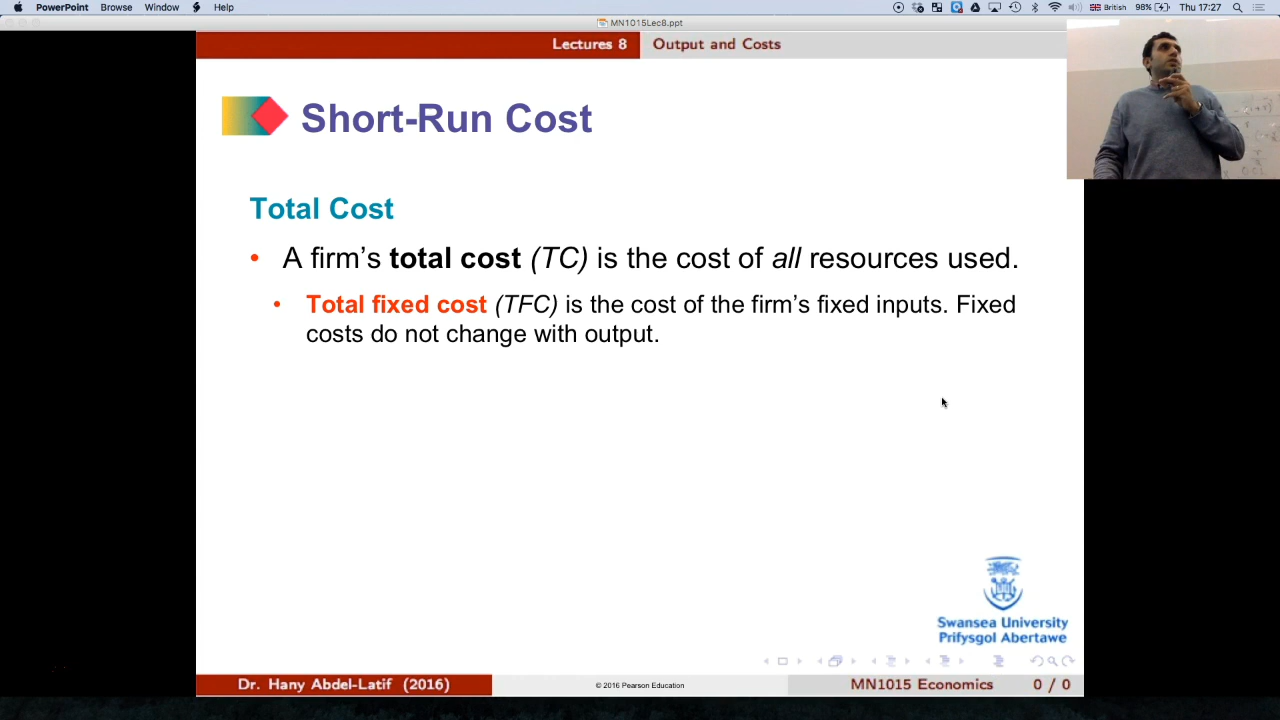 PowerPoint Browse Window Help
98% British Thu 17:27
MN1015Lec8.ppt
Lectures 8 Output and Costs
Short-Run Cost
Total Cost
• A firm's total cost (TC) is the cost of all resources used.
• Total fixed cost (TFC) is the cost of the firm's fixed inputs. Fixed
costs do not change with output.
Swansea University
Prifysgol Abertawe
Dr. Hany Abdel-Latif (2016) © 2016 Pearson Education MN1015 Economics 0 / 0